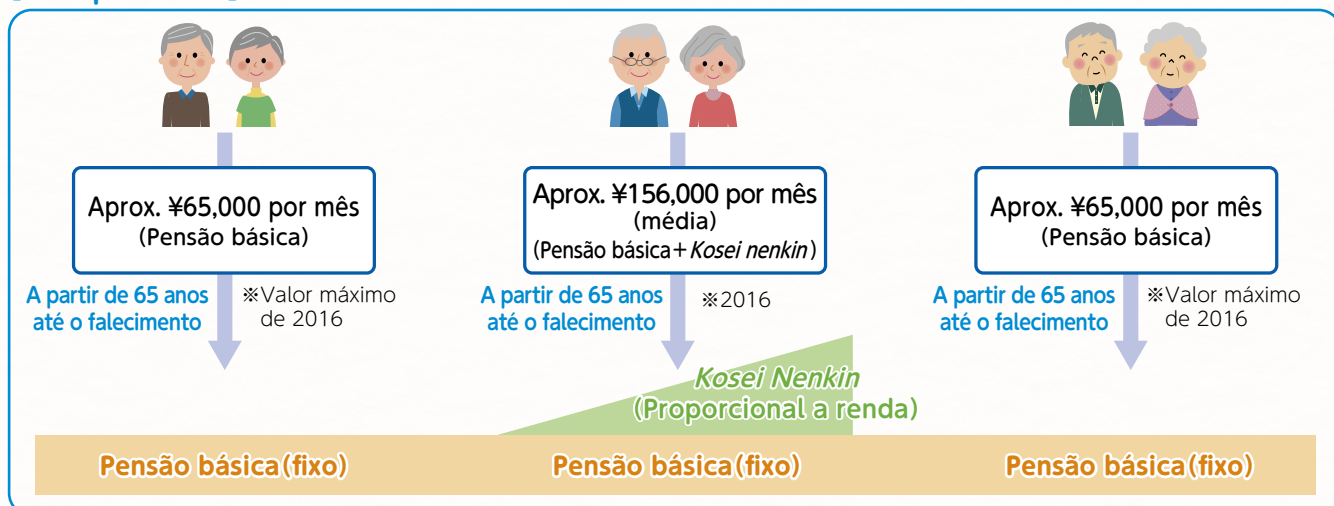 Aprox. ¥65,000 por mês
(Pensão básica)
A partir de 65 anos
até o falecimento
※Valor máximo
de 2016
Aprox. ¥156,000 por mês
(média)
(Pensão básica+Kosei nenkin)
A partir de 65 anos
até o falecimento
※2016
Aprox. ¥65,000 por mês
(Pensão básica)
A partir de 65 anos
até o falecimento
※Valor máximo
de 2016
Kosei Nenkin
(Proporcional a renda)
Pensão básica(fixo)
Pensão básica(fixo)
Pensão básica(fixo)